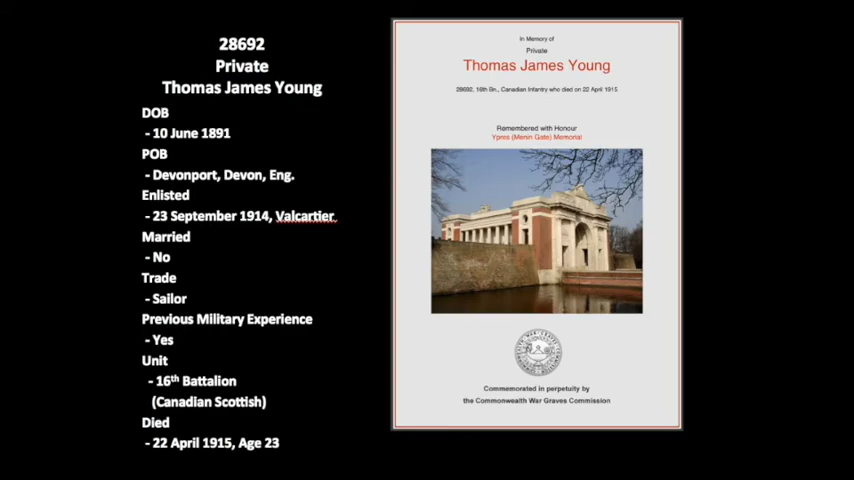 28692
Private
Thomas James Young
DOB
- 10 June 1891
POB
- Devonport, Devon, Eng.
Enlisted
- 23 September 1914, Valcartier
Married
- No
Trade
- Sailor
Previous Military Experience
- Yes
Unit
- 16th Battalion
(Canadian Scottish)
Died
- 22 April 1915, Age 23
In Memory of
Private
Thomas James Young
28692, 16th Bn., Canadian Infantry who died on 22 April 1915
Remembered with Honour
Ypres (Menin Gate) Memorial
Commemorated in perpetuity by
the Commonwealth War Graves Commission